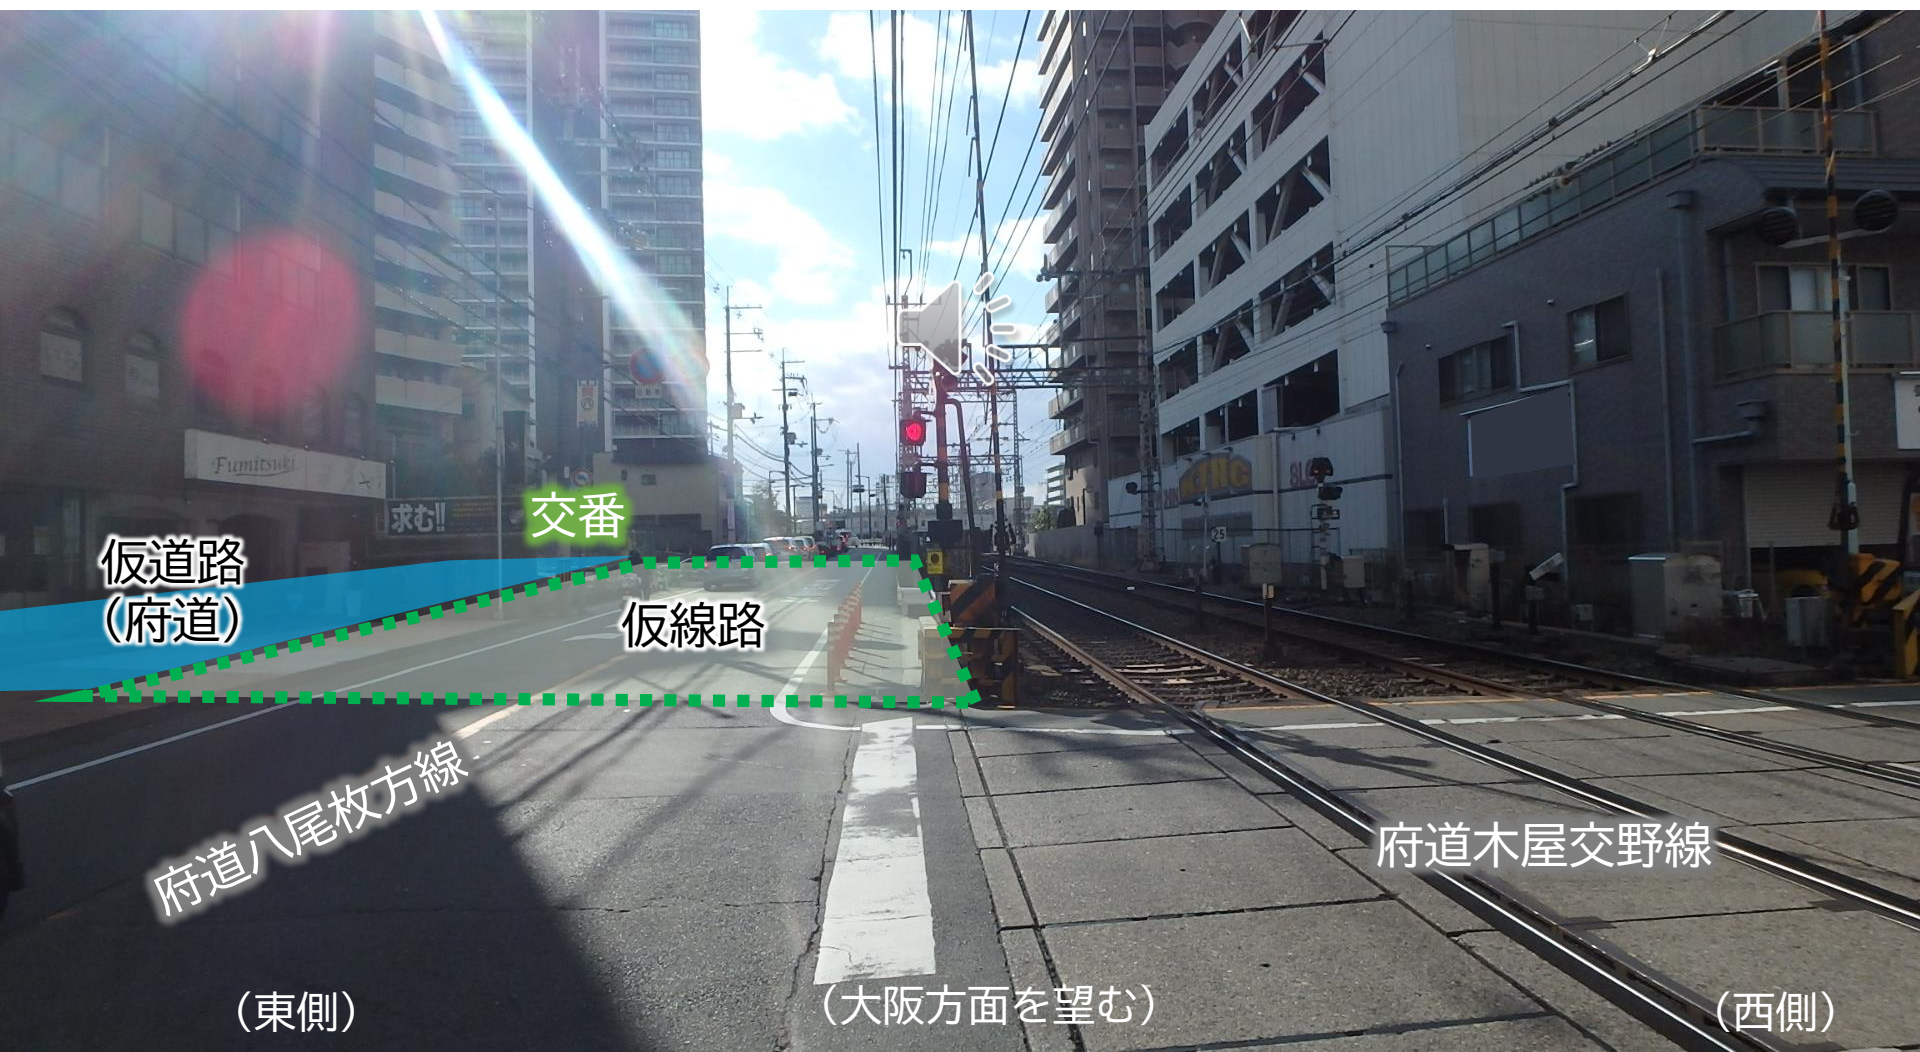 Fumitsuki
求む!!
交番
仮道路
（府道）
仮線路
KING
SLO
25
府道八尾枚方線
府道木屋交野線
（東側）
（大阪方面を望む）
（西側）